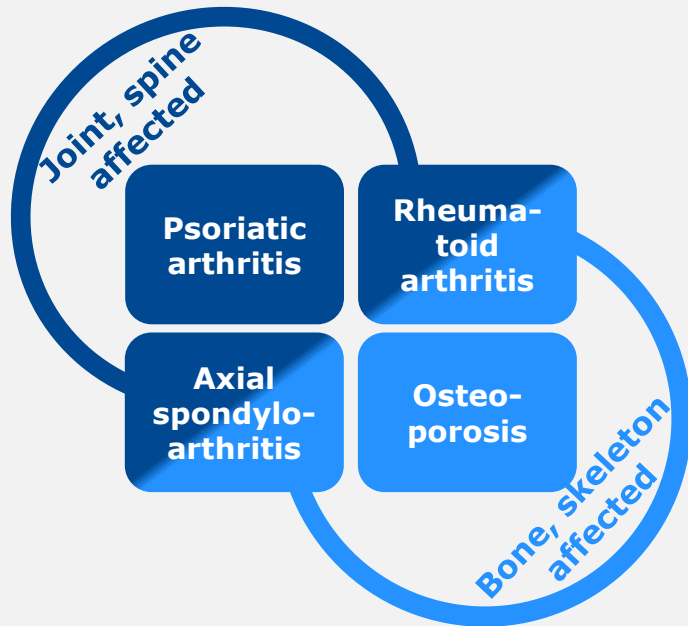 Joint, spine
affected
Psoriatic
arthritis
Rheuma-
toid
arthritis
Axial
spondylo-
arthritis
Osteo-
porosis
Bone, skeleton
affected